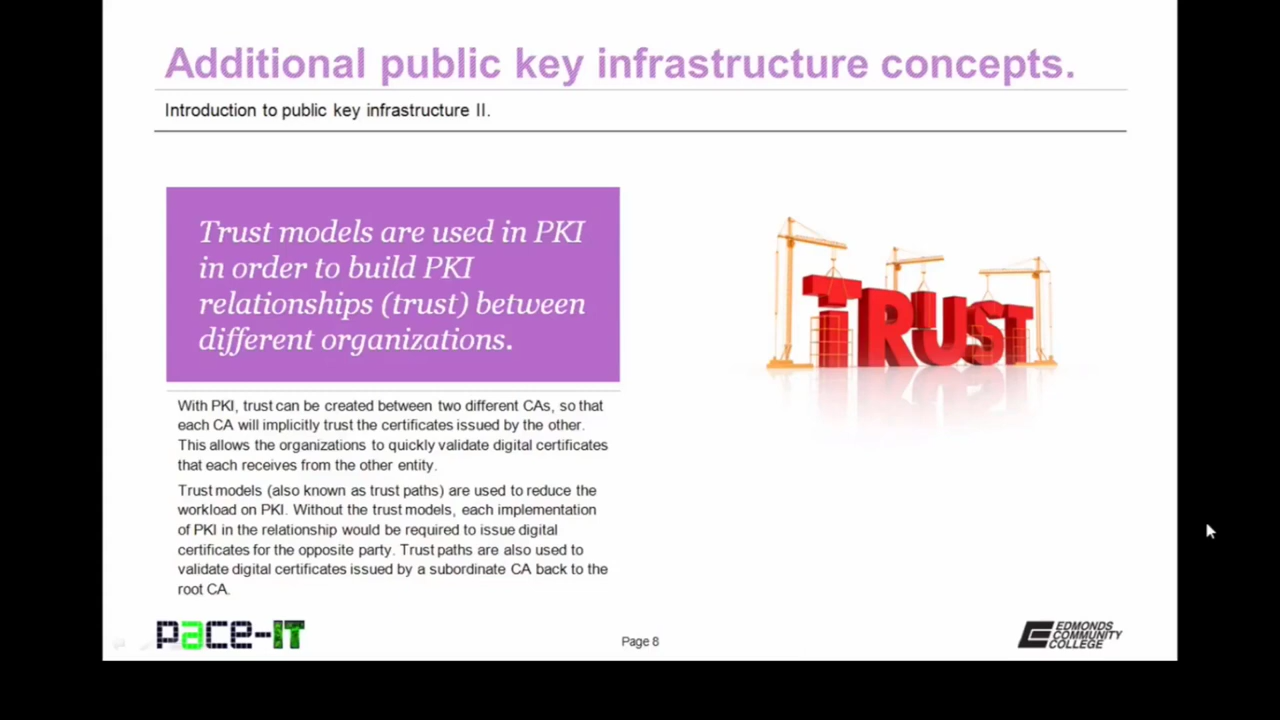 Additional public key infrastructure concepts.
Introduction to public key infrastructure II.
Trust models are used in PKI
in order to build PKI
relationships (trust) between
different organizations.
TRUST
With PKI, trust can be created between two different CAs, so that
each CA will implicitly trust the certificates issued by the other.
This allows the organizations to quickly validate digital certificates
that each receives from the other entity.
Trust models (also known as trust paths) are used to reduce the
workload on PKI. Without the trust models, each implementation
of PKI in the relationship would be required to issue digital
certificates for the opposite party. Trust paths are also used to
validate digital certificates issued by a subordinate CA back to the
root CA.
pace-IT
Page 8
EDMONDS
COMMUNITY
COLLEGE